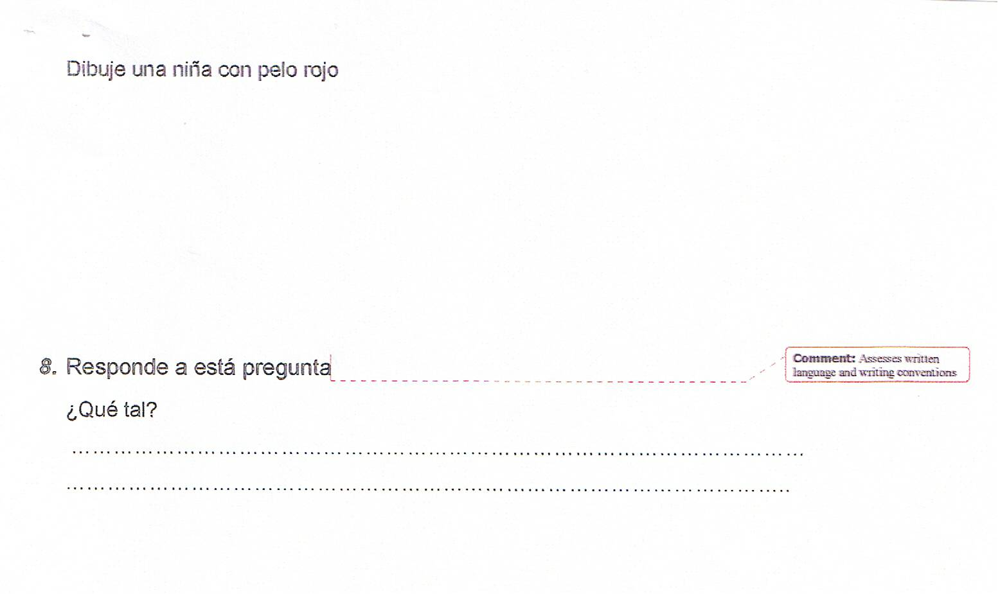 Dibuje una niña con pelo rojo
8. Responde a está pregunta
Comment: Assesses written
language and writing conventions
¿Qué tal?
................................................................................
................................................................................